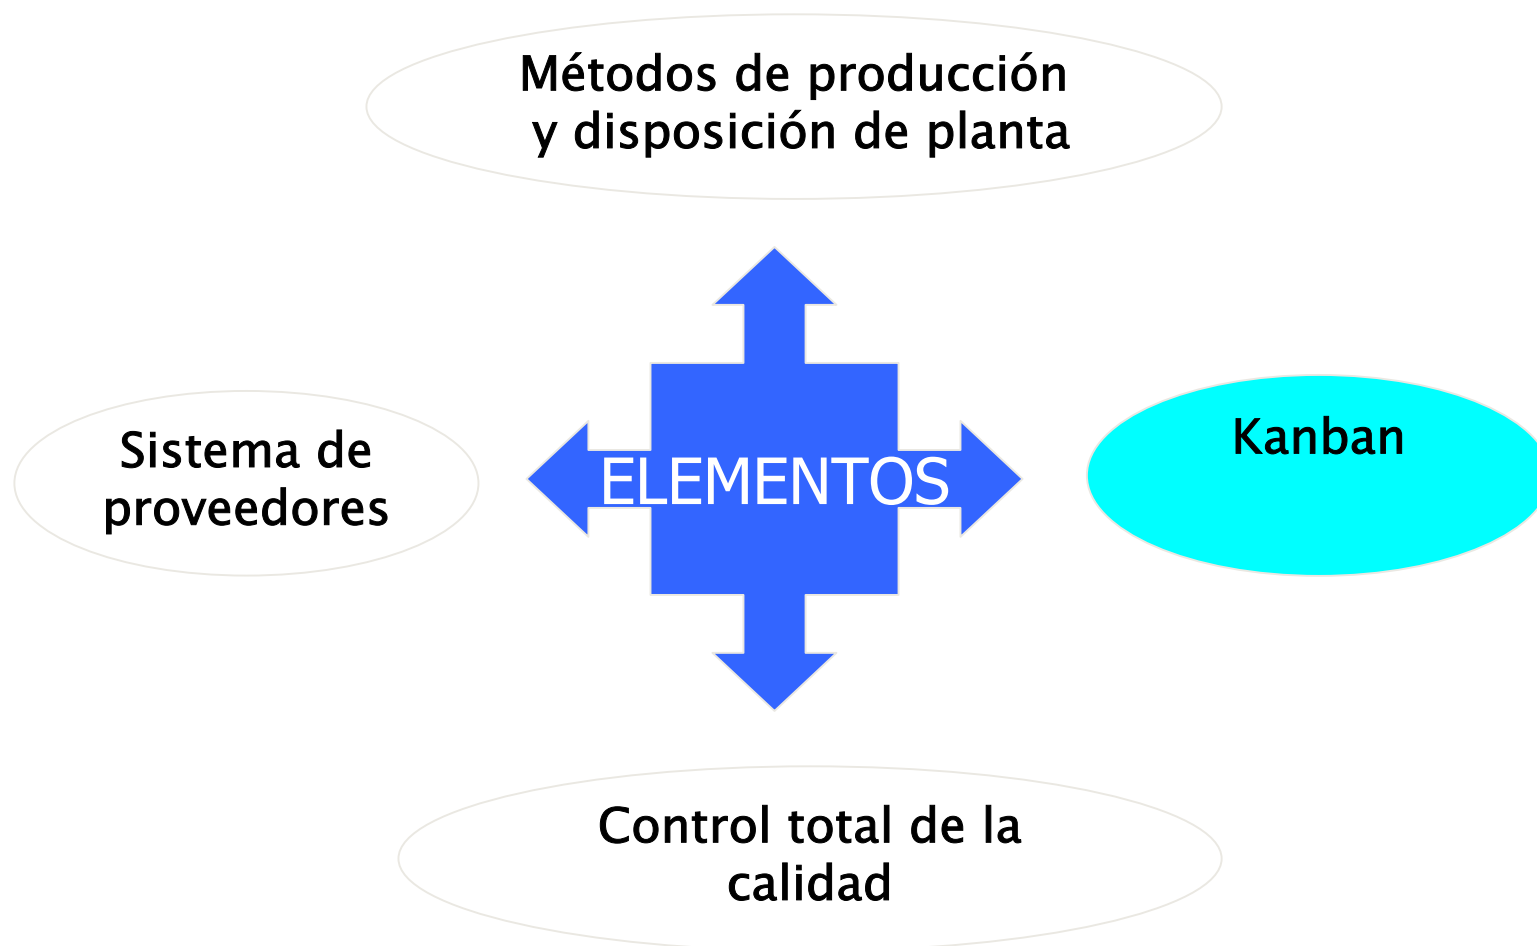 Métodos de producción
y disposición de planta
Sistema de
proveedores
ELEMENTOS
Kanban
Control total de la
calidad